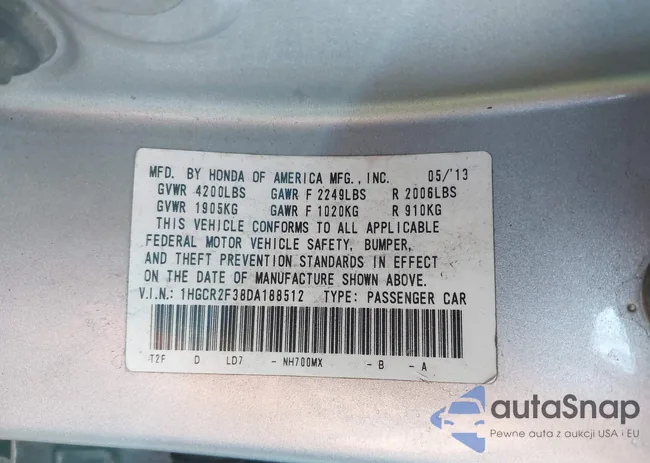 MFD. BY HONDA OF AMERICA MFG., INC. 05/'13
GVWR 4200LBS GAWR F 2249LBS R 2006LBS
GVWR 1905KG GAWR F 1020KG R 910KG
THIS VEHICLE CONFORMS TO ALL APPLICABLE
FEDERAL MOTOR VEHICLE SAFETY, BUMPER,
AND THEFT PREVENTION STANDARDS IN EFFECT
ON THE DATE OF MANUFACTURE SHOWN ABOVE.
V.I.N.: 1HGCR2F38DA188512 TYPE: PASSENGER CAR
T2F D LD7 - NH700MX - B - A
autoSnap
Pewne auta z aukcji USA i EU